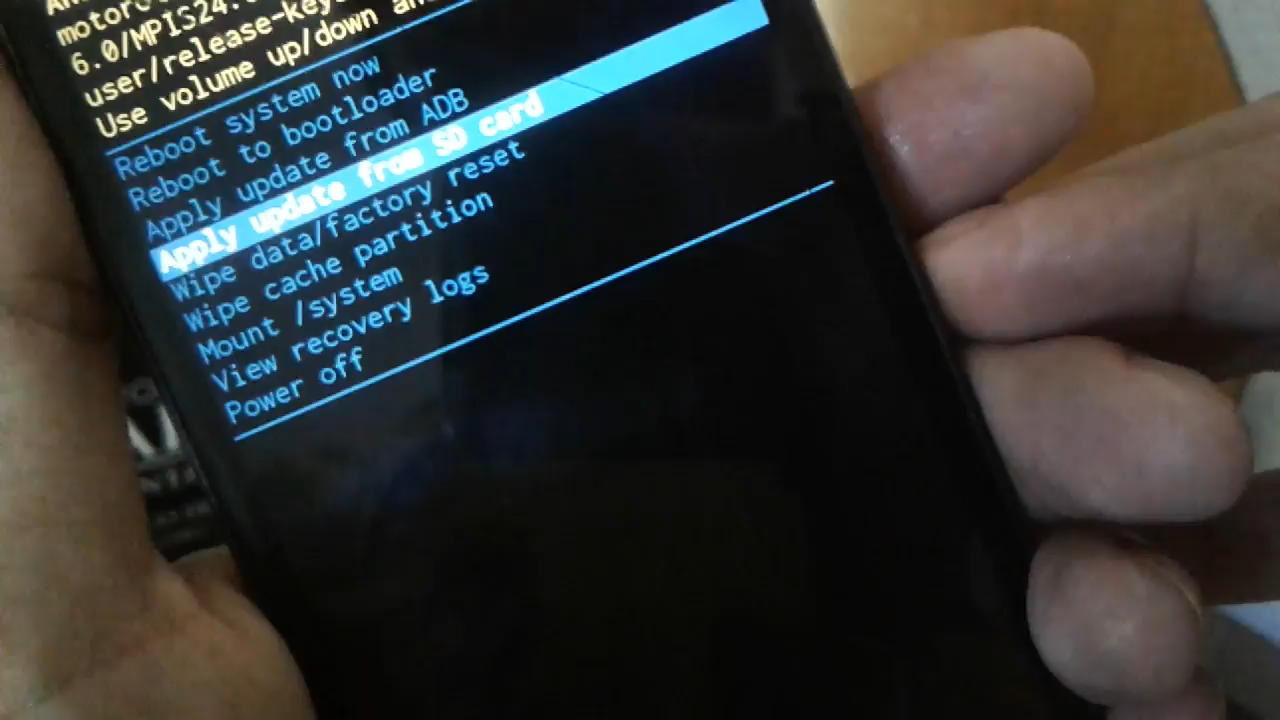 motoro
6.0/MPIS24.
user/release-keys
Use volume up/down an
Reboot system now
Reboot to bootloader
Apply update from ADB
Apply update from SD card
Wipe data/factory reset
Wipe cache partition
Mount /system
View recovery logs
Power off